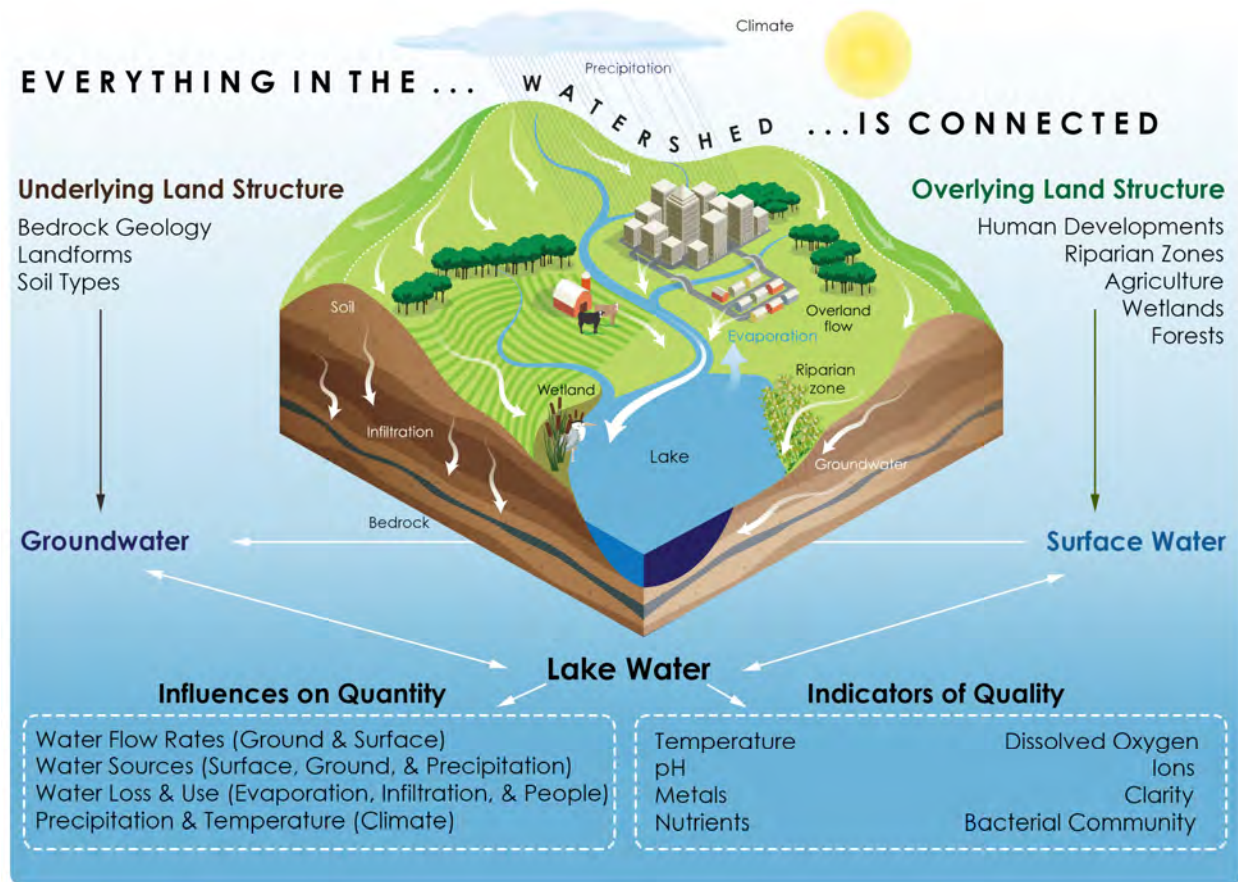 Climate
Precipitation
EVERYTHING IN THE ... WATERSHED ... IS CONNECTED
Underlying Land Structure
Bedrock Geology
Landforms
Soil Types
Overlying Land Structure
Human Developments
Riparian Zones
Agriculture
Wetlands
Forests
Soil
Overland
flow
Evaporation
Riparian
zone
Wetland
Infiltration
Lake
Groundwater
Bedrock
Groundwater
Surface Water
Lake Water
Influences on Quantity
Water Flow Rates (Ground & Surface)
Water Sources (Surface, Ground, & Precipitation)
Water Loss & Use (Evaporation, Infiltration, & People)
Precipitation & Temperature (Climate)
Indicators of Quality
Temperature Dissolved Oxygen
pH Ions
Metals Clarity
Nutrients Bacterial Community